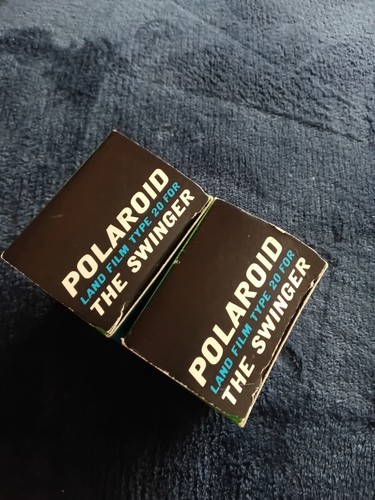 POLAROID
LAND FILM TYPE 20 FOR
THE SWINGER
POLAROID
LAND FILM TYPE 20 FOR
THE SWINGER